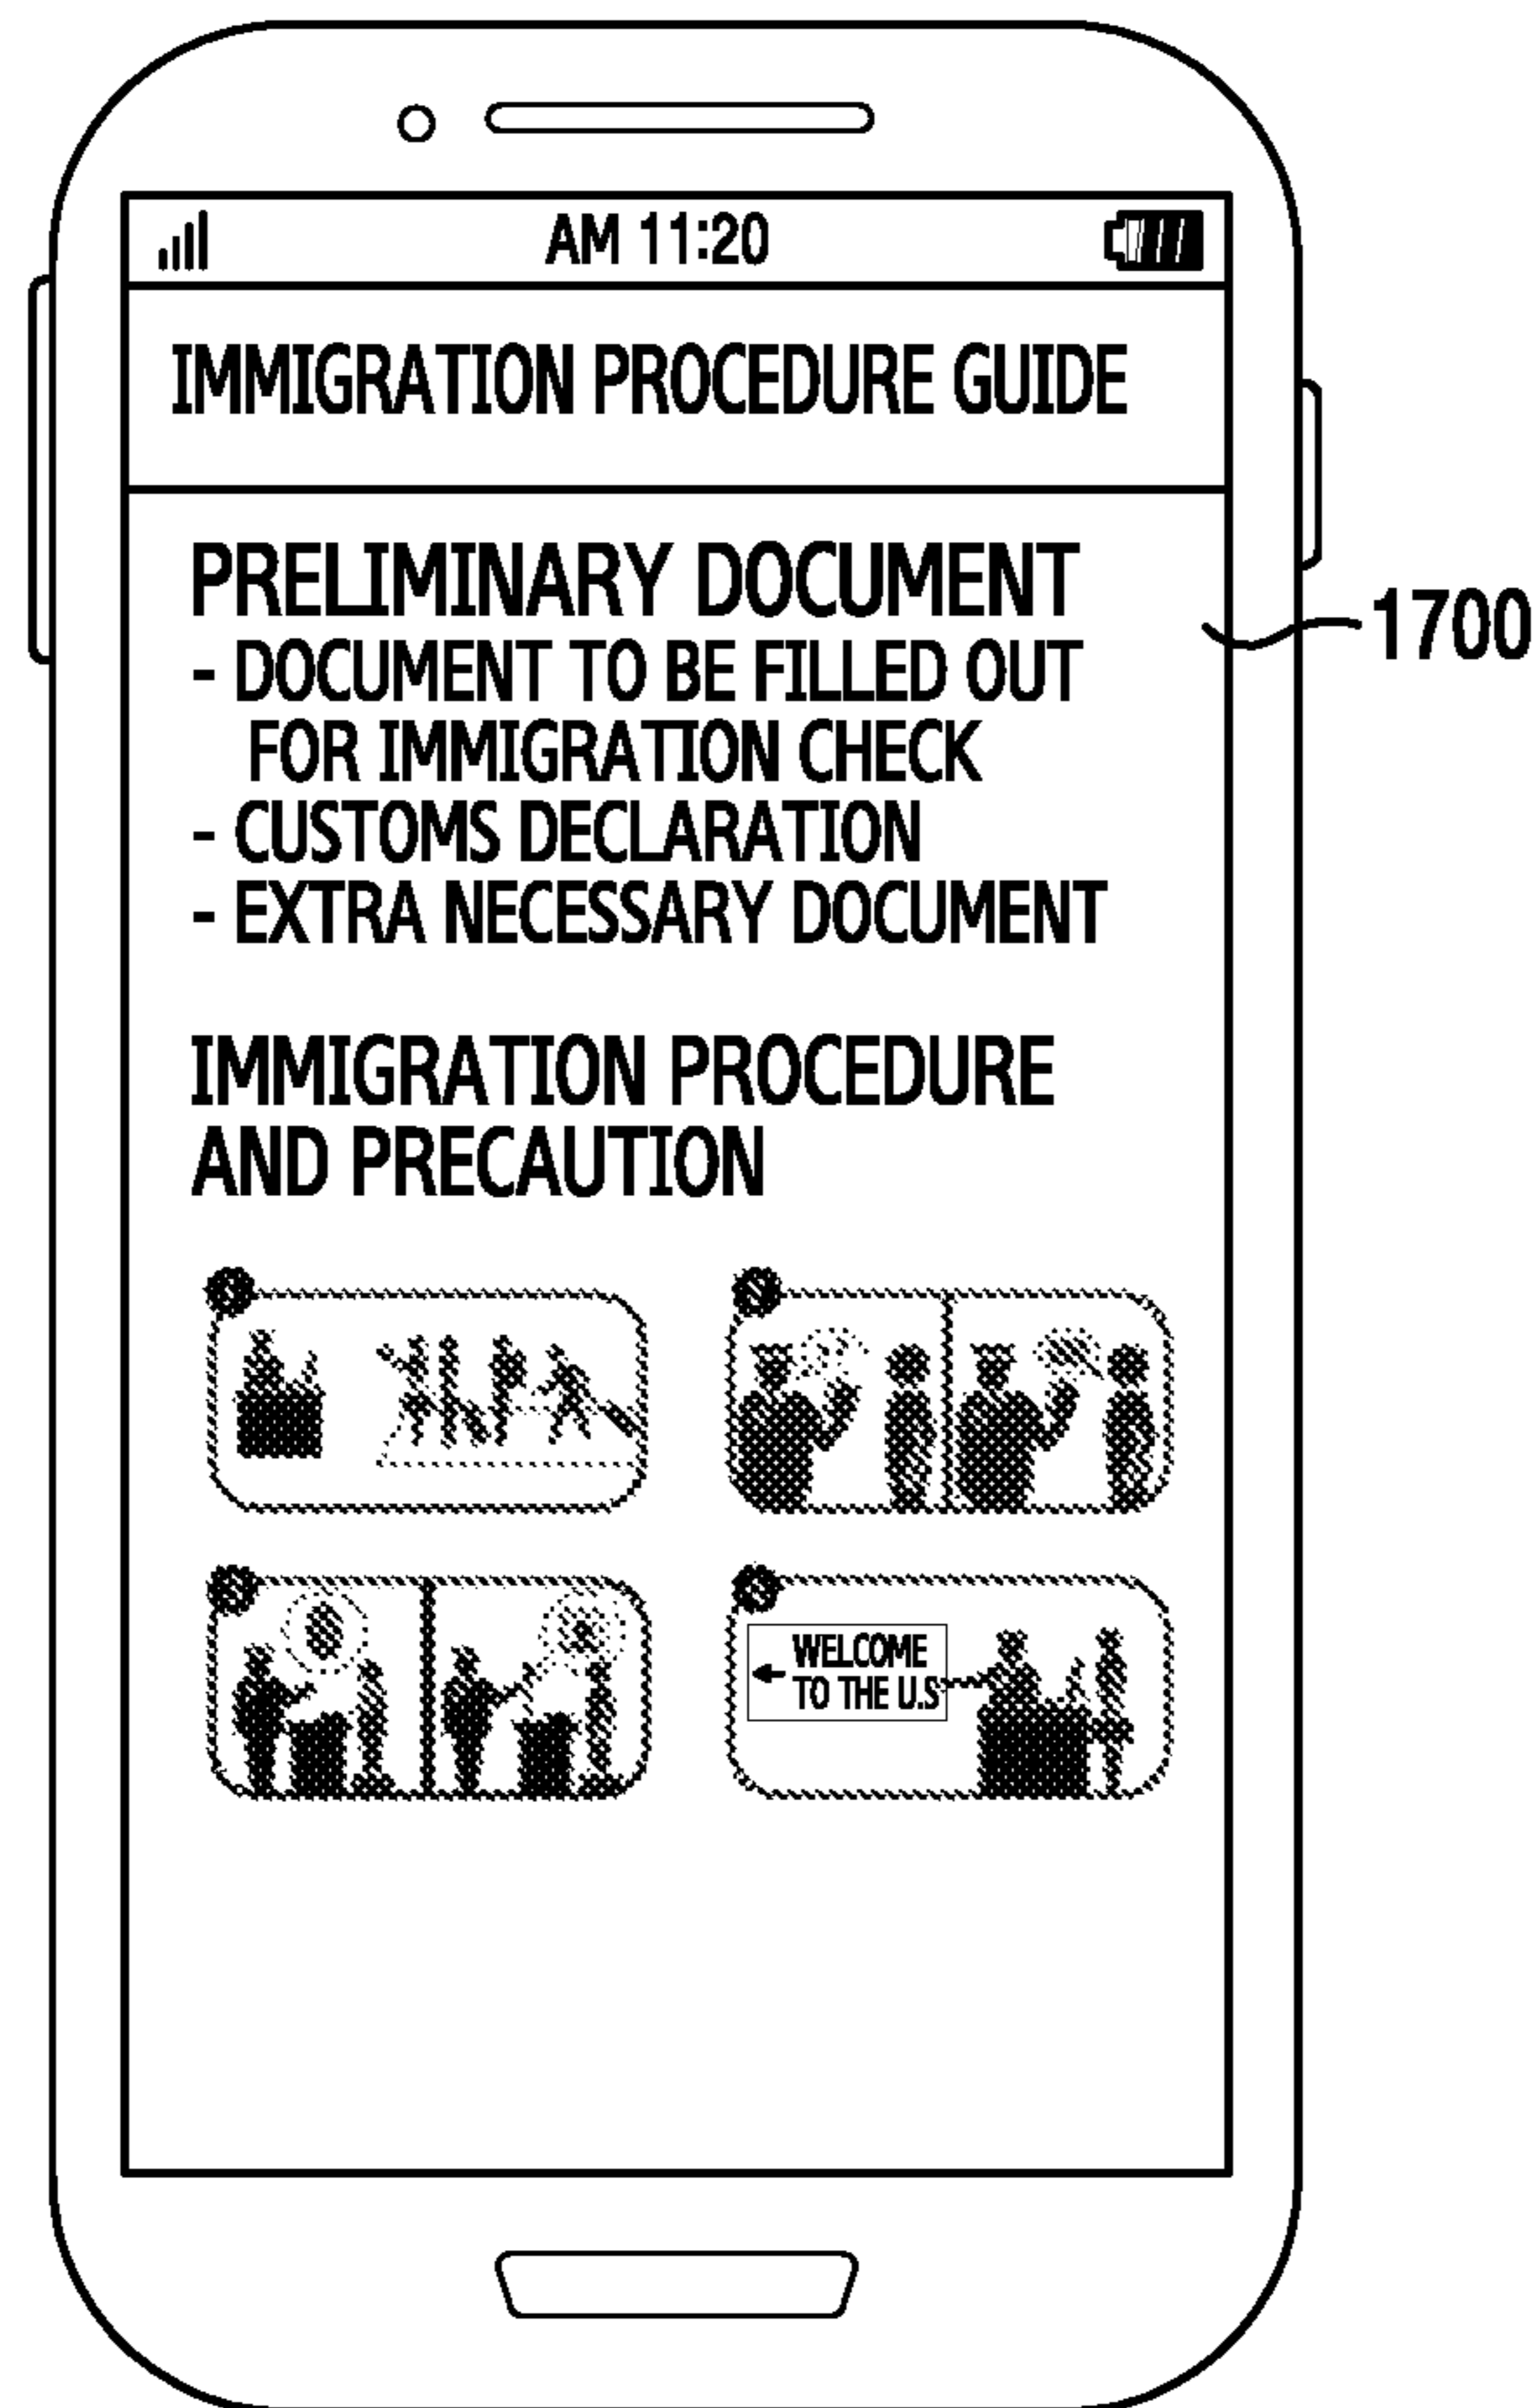 AM 11:20
IMMIGRATION PROCEDURE GUIDE
PRELIMINARY DOCUMENT
- DOCUMENT TO BE FILLED OUT
FOR IMMIGRATION CHECK
- CUSTOMS DECLARATION
- EXTRA NECESSARY DOCUMENT
1700
IMMIGRATION PROCEDURE
AND PRECAUTION
WELCOME
TO THE U.S